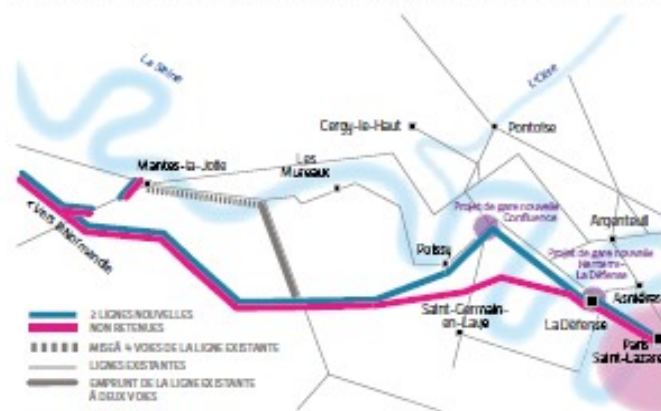 La Seine
L'Oise
Cergy-le-Haut
Pontoise
Mantes-la-Jolie
Les
Mureaux
Projet de gare nouvelle
Confluence
Argenteuil
Poissy
Projet de gare nouvelle
Nanterre-
La Défense
< Vers la Normandie
Asnières
Saint-Germain-
en-Laye
La Défense
Paris
Saint-Lazare
2 LIGNES NOUVELLES
NON RETENUES
MISE À 4 VOIES DE LA LIGNE EXISTANTE
LIGNES EXISTANTES
EMPRUNT DE LA LIGNE EXISTANTE
À DEUX VOIES